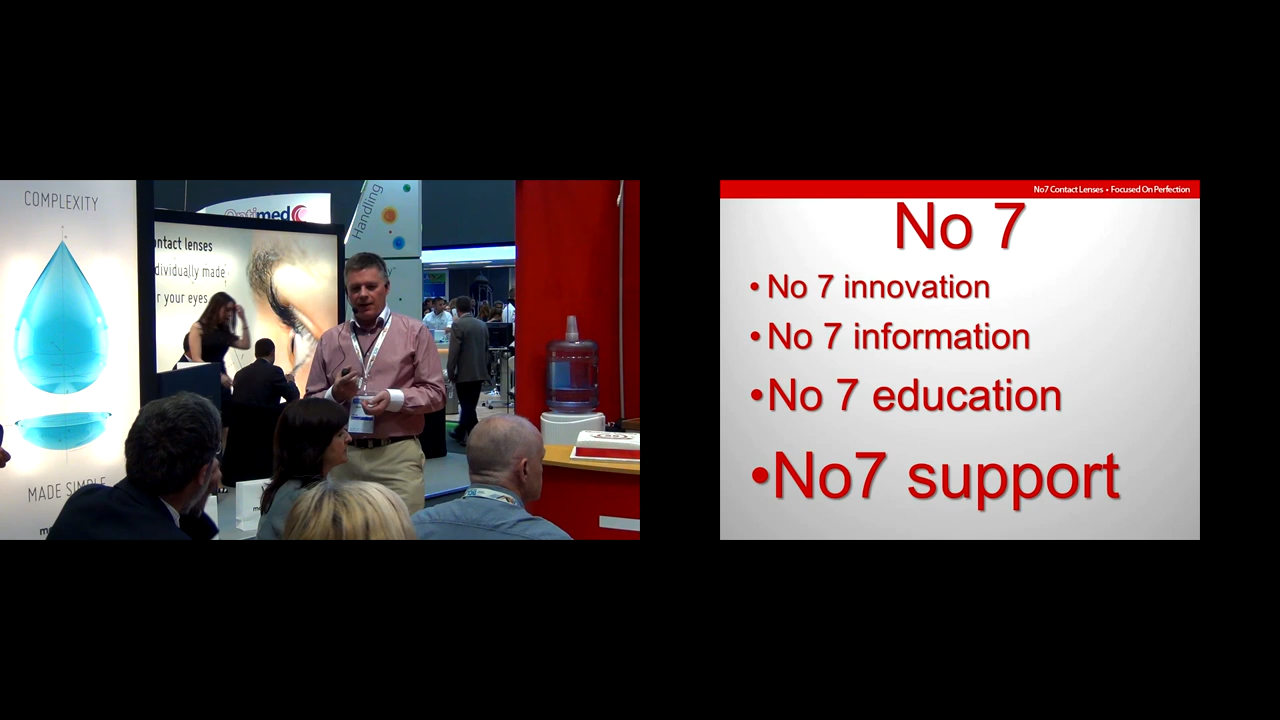 COMPLEXITY
MADE SIMPLE
Optimed
contact lenses
individually made
for your eyes
Handling
No7 Contact Lenses • Focused On Perfection
No 7
• No 7 innovation
• No 7 information
• No 7 education
• No7 support